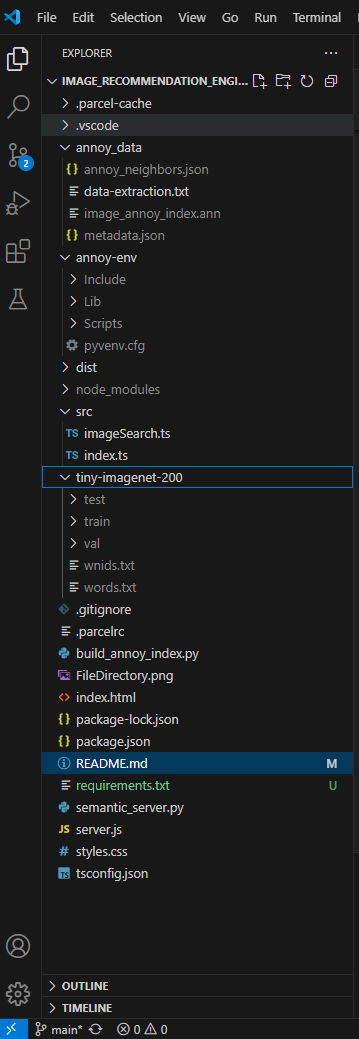 File Edit Selection View Go Run Terminal
EXPLORER
IMAGE_RECOMMENDATION_ENGI...
.parcel-cache
.vscode
annoy_data
{} annoy_neighbors.json
data-extraction.txt
image_annoy_index.ann
{} metadata.json
annoy-env
Include
Lib
Scripts
pyvenv.cfg
dist
node_modules
src
TS imageSearch.ts
TS index.ts
tiny-imagenet-200
test
train
val
wnids.txt
words.txt
.gitignore
.parcelrc
build_annoy_index.py
FileDirectory.png
<> index.html
{} package-lock.json
{} package.json
README.md M
requirements.txt U
semantic_server.py
JS server.js
# styles.css
TS tsconfig.json
OUTLINE
TIMELINE
main* 0 0
2